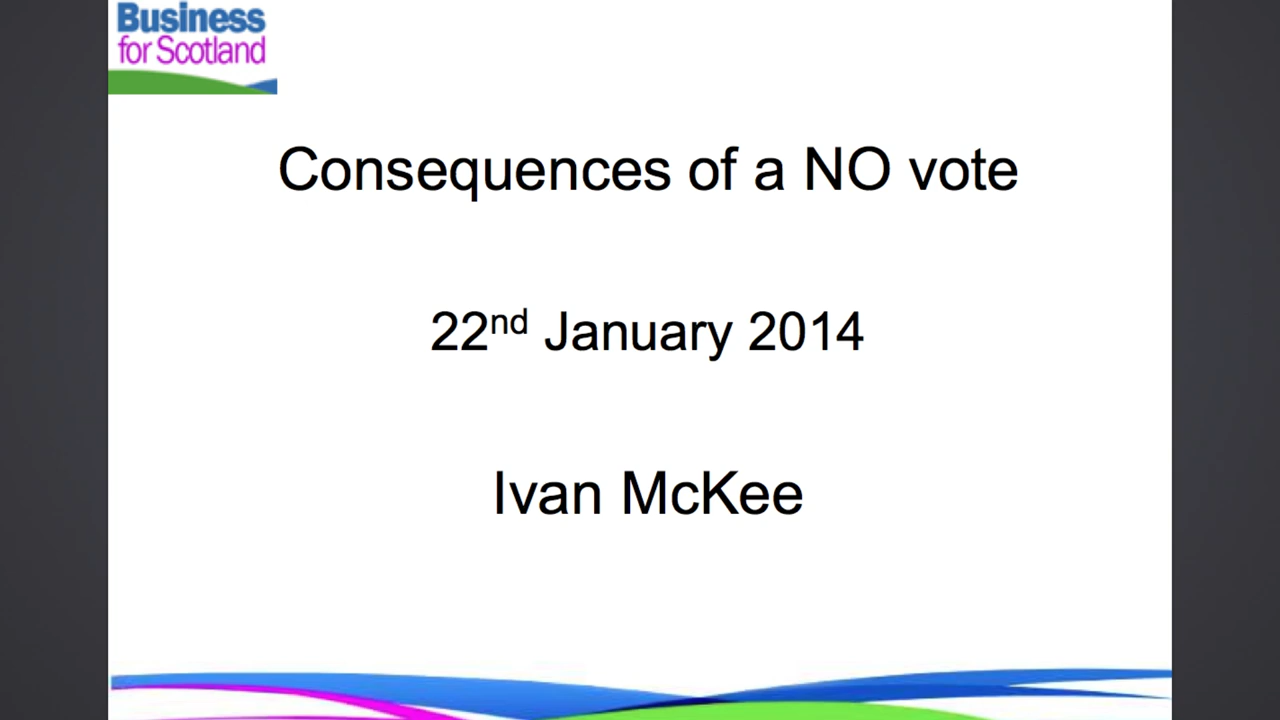 Business
for Scotland
Consequences of a NO vote
22nd January 2014
Ivan McKee